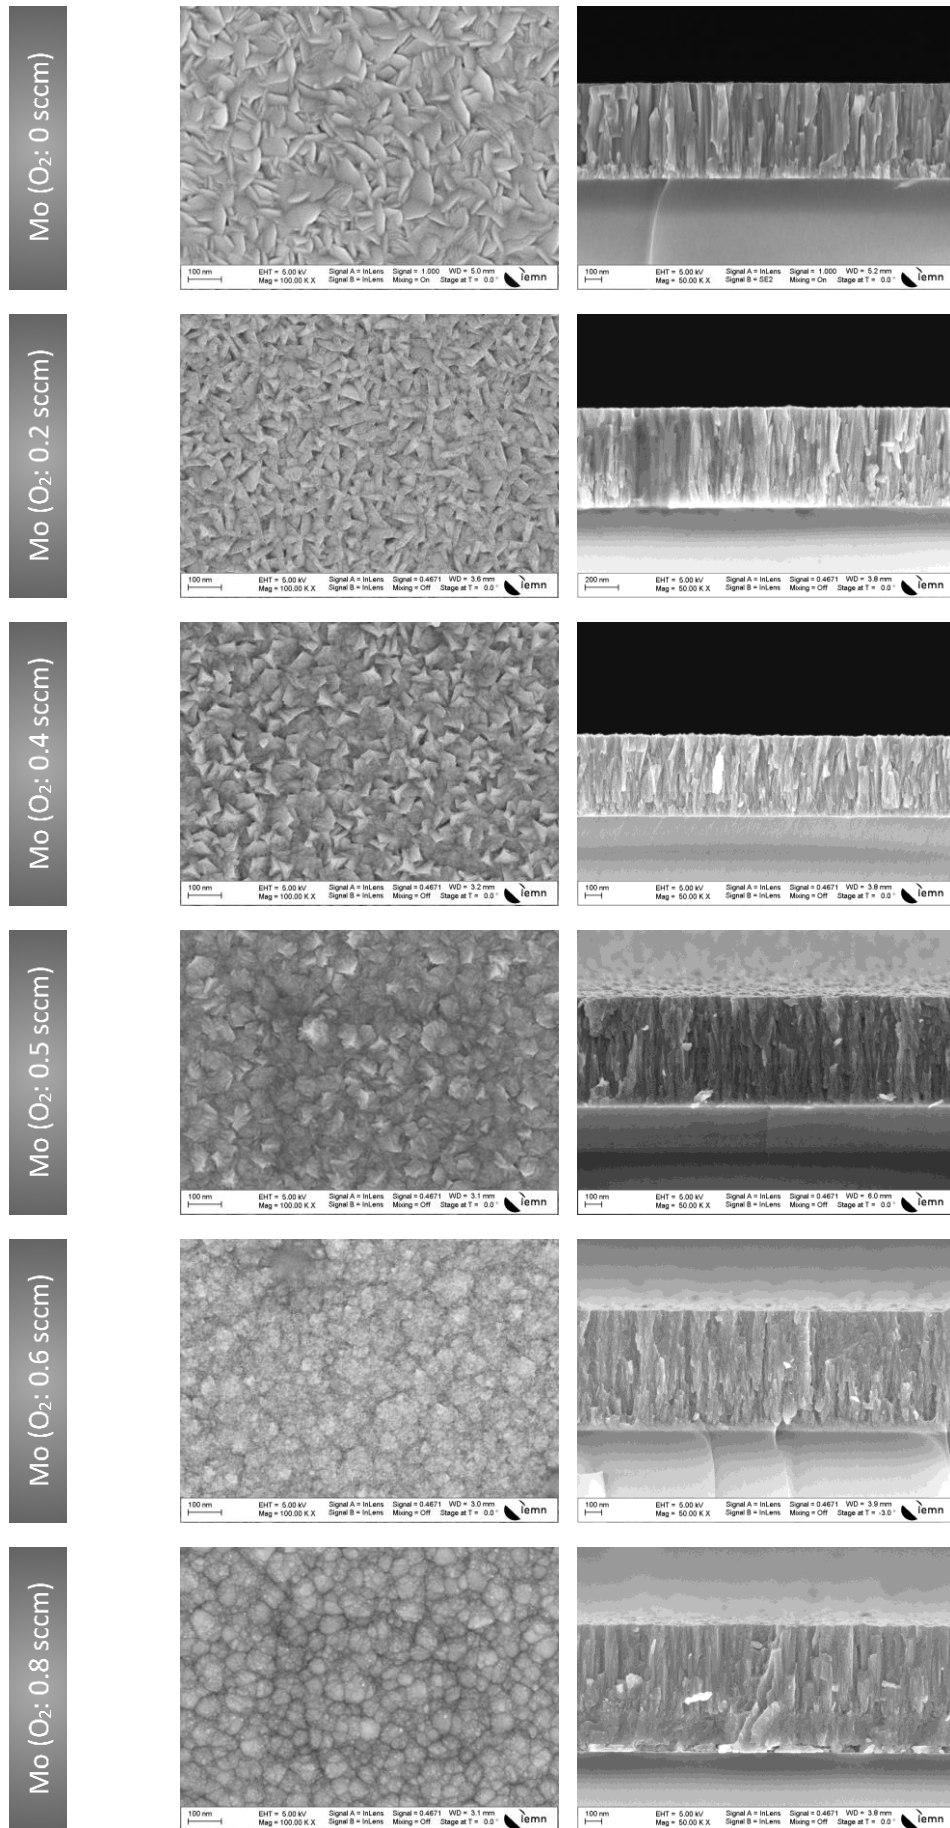 Mo (O₂: 0 sccm)
100 nm EHT = 5.00 kV Signal A = InLens Signal = 1.000 WD = 5.0 mm
Mag = 100.00 K X Signal B = InLens Mixing = On Stage at T = 0.0 °
iemn
100 nm EHT = 5.00 kV Signal A = InLens Signal = 1.000 WD = 5.2 mm
Mag = 50.00 K X Signal B = SE2 Mixing = On Stage at T = 0.0 °
iemn
Mo (O₂: 0.2 sccm)
100 nm EHT = 5.00 kV Signal A = InLens Signal = 0.4671 WD = 3.6 mm
Mag = 100.00 K X Signal B = InLens Mixing = Off Stage at T = 0.0 °
iemn
200 nm EHT = 5.00 kV Signal A = InLens Signal = 0.4671 WD = 3.8 mm
Mag = 50.00 K X Signal B = InLens Mixing = Off Stage at T = 0.0 °
iemn
Mo (O₂: 0.4 sccm)
100 nm EHT = 5.00 kV Signal A = InLens Signal = 0.4671 WD = 3.2 mm
Mag = 100.00 K X Signal B = InLens Mixing = Off Stage at T = 0.0 °
iemn
100 nm EHT = 5.00 kV Signal A = InLens Signal = 0.4671 WD = 3.8 mm
Mag = 50.00 K X Signal B = InLens Mixing = Off Stage at T = 0.0 °
iemn
Mo (O₂: 0.5 sccm)
100 nm EHT = 5.00 kV Signal A = InLens Signal = 0.4671 WD = 3.1 mm
Mag = 100.00 K X Signal B = InLens Mixing = Off Stage at T = 0.0 °
iemn
100 nm EHT = 5.00 kV Signal A = InLens Signal = 0.4671 WD = 6.0 mm
Mag = 50.00 K X Signal B = InLens Mixing = Off Stage at T = 0.0 °
iemn
Mo (O₂: 0.6 sccm)
100 nm EHT = 5.00 kV Signal A = InLens Signal = 0.4671 WD = 3.0 mm
Mag = 100.00 K X Signal B = InLens Mixing = Off Stage at T = 0.0 °
iemn
100 nm EHT = 5.00 kV Signal A = InLens Signal = 0.4671 WD = 3.9 mm
Mag = 50.00 K X Signal B = InLens Mixing = Off Stage at T = -3.0 °
iemn
Mo (O₂: 0.8 sccm)
100 nm EHT = 5.00 kV Signal A = InLens Signal = 0.4671 WD = 3.1 mm
Mag = 100.00 K X Signal B = InLens Mixing = Off Stage at T = 0.0 °
iemn
100 nm EHT = 5.00 kV Signal A = InLens Signal = 0.4671 WD = 3.8 mm
Mag = 50.00 K X Signal B = InLens Mixing = Off Stage at T = 0.0 °
iemn